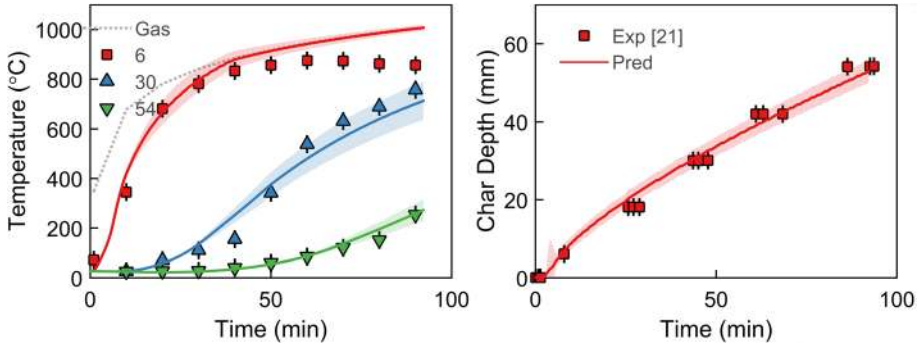 1000
800
600
400
200
0
Temperature (°C)
Gas
6
30
54
0
50
100
Time (min)
60
40
20
0
Char Depth (mm)
Exp [21]
Pred
0
50
100
Time (min)